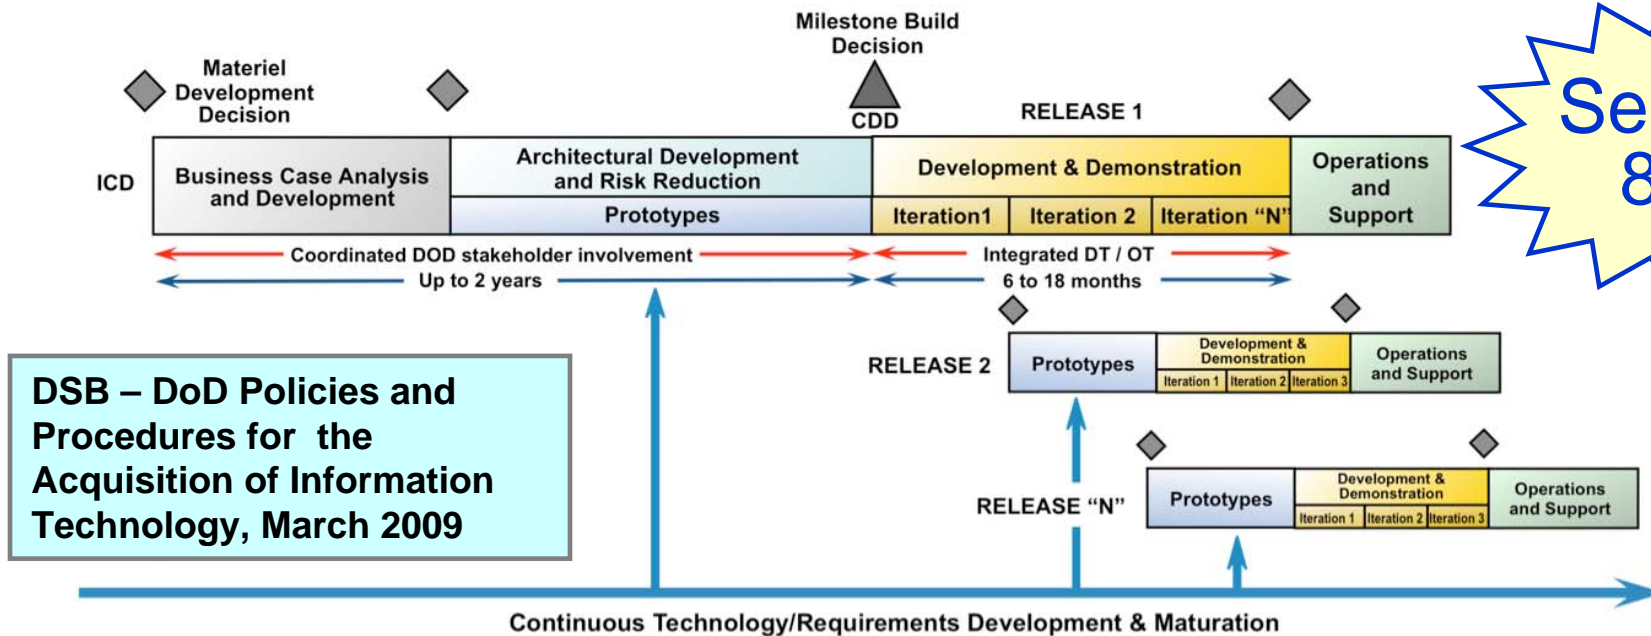 Milestone Build
Decision
Materiel
Development
Decision
CDD
RELEASE 1
ICD
Business Case Analysis
and Development
Architectural Development
and Risk Reduction
Prototypes
Development & Demonstration
Iteration1
Iteration 2
Iteration “N”
Operations
and
Support
Coordinated DOD stakeholder involvement
Integrated DT / OT
Up to 2 years
6 to 18 months
RELEASE 2
Prototypes
Development &
Demonstration
Iteration 1
Iteration 2
Iteration 3
Operations
and Support
DSB – DoD Policies and
Procedures for the
Acquisition of Information
Technology, March 2009
RELEASE “N”
Prototypes
Development &
Demonstration
Iteration 1
Iteration 2
Iteration 3
Operations
and Support
Continuous Technology/Requirements Development & Maturation